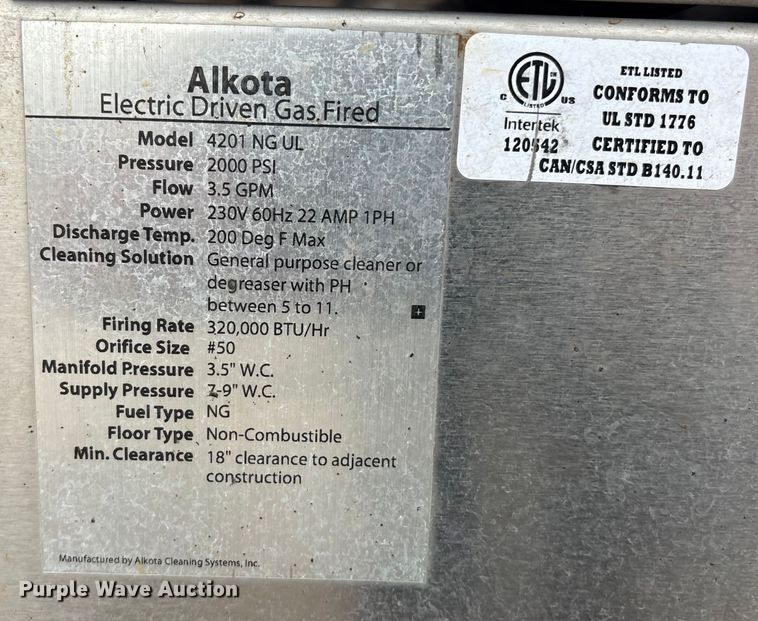 Alkota
Electric Driven Gas Fired
Model 4201 NG UL
Pressure 2000 PSI
Flow 3.5 GPM
Power 230V 60Hz 22 AMP 1PH
Discharge Temp. 200 Deg F Max
Cleaning Solution General purpose cleaner or
degreaser with PH
between 5 to 11.
Firing Rate 320,000 BTU/Hr
Orifice Size #50
Manifold Pressure 3.5" W.C.
Supply Pressure 7-9" W.C.
Fuel Type NG
Floor Type Non-Combustible
Min. Clearance 18" clearance to adjacent
construction
Manufactured by Alkota Cleaning Systems, Inc.
C ETL US
LISTED
Intertek
120542
ETL LISTED
CONFORMS TO
UL STD 1776
CERTIFIED TO
CAN/CSA STD B140.11
Purple Wave Auction